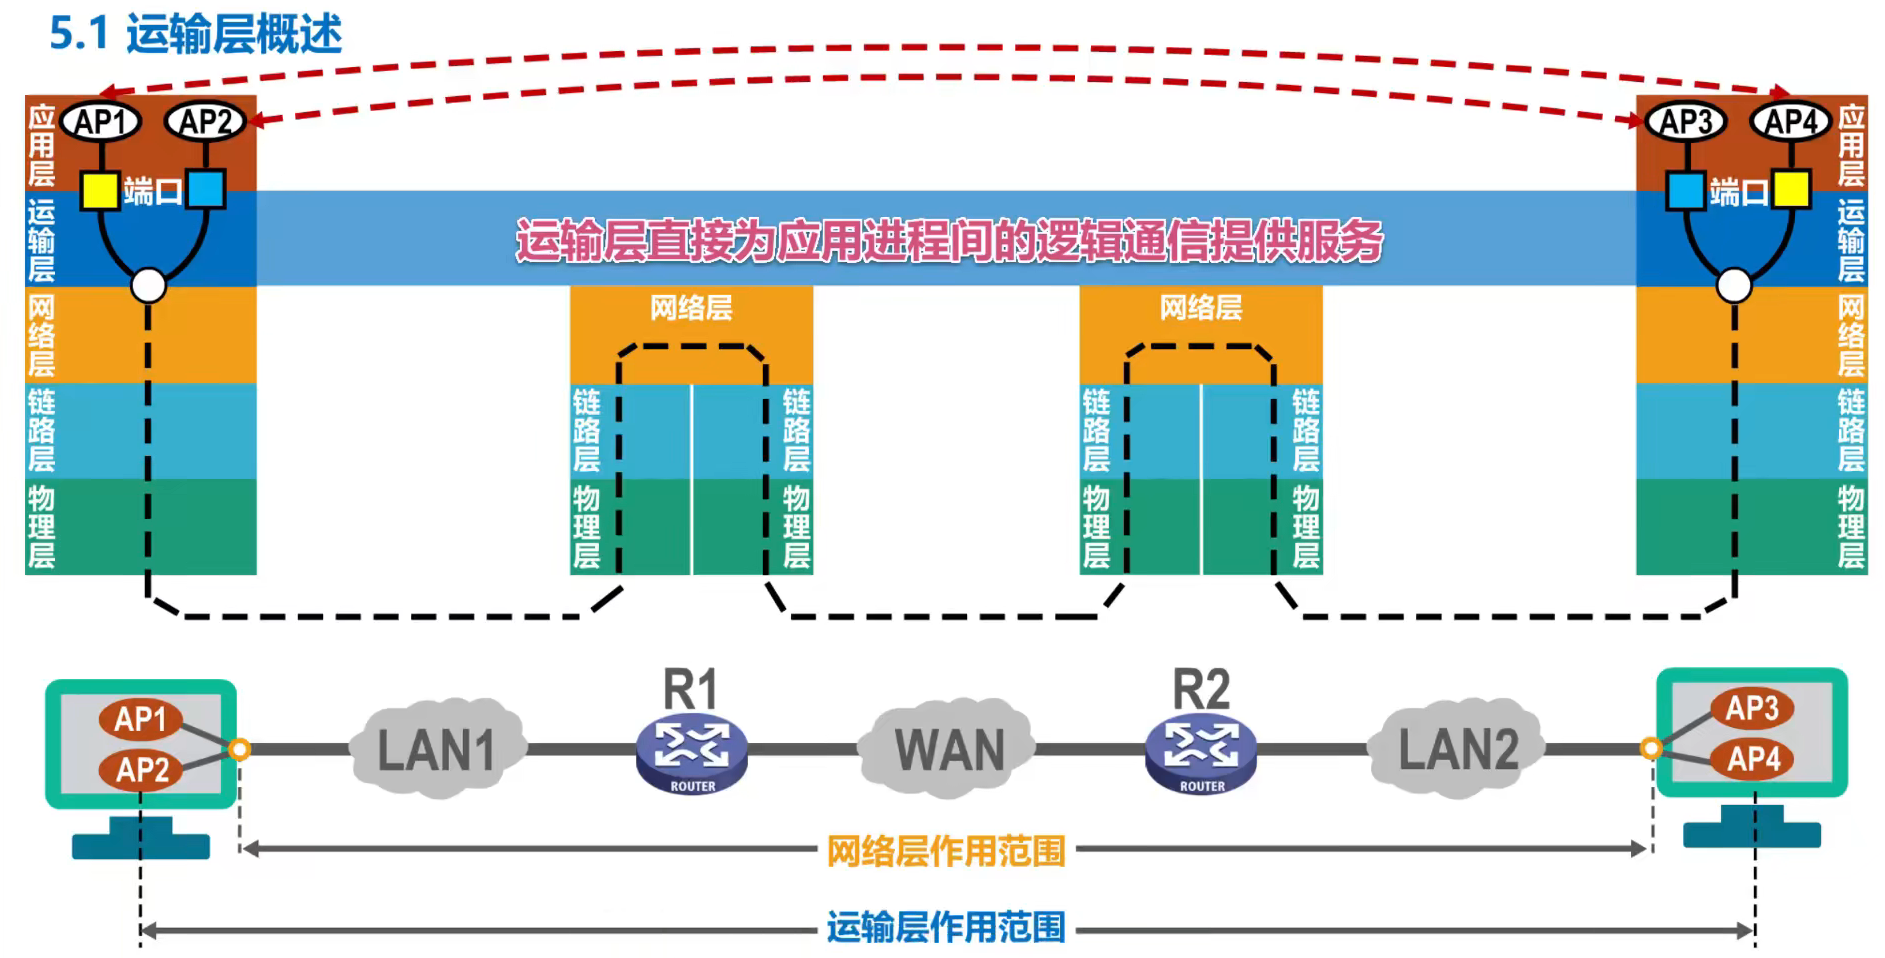 5.1 运输层概述
AP1
AP2
AP3
AP4
应用层
端口
端口
应用层
运输层
运输层直接为应用进程间的逻辑通信提供服务
运输层
网络层
网络层
网络层
网络层
链路层
链路层
链路层
链路层
链路层
链路层
物理层
物理层
物理层
物理层
物理层
物理层
R1
R2
AP1
AP2
LAN1
ROUTER
WAN
ROUTER
LAN2
AP3
AP4
网络层作用范围
运输层作用范围